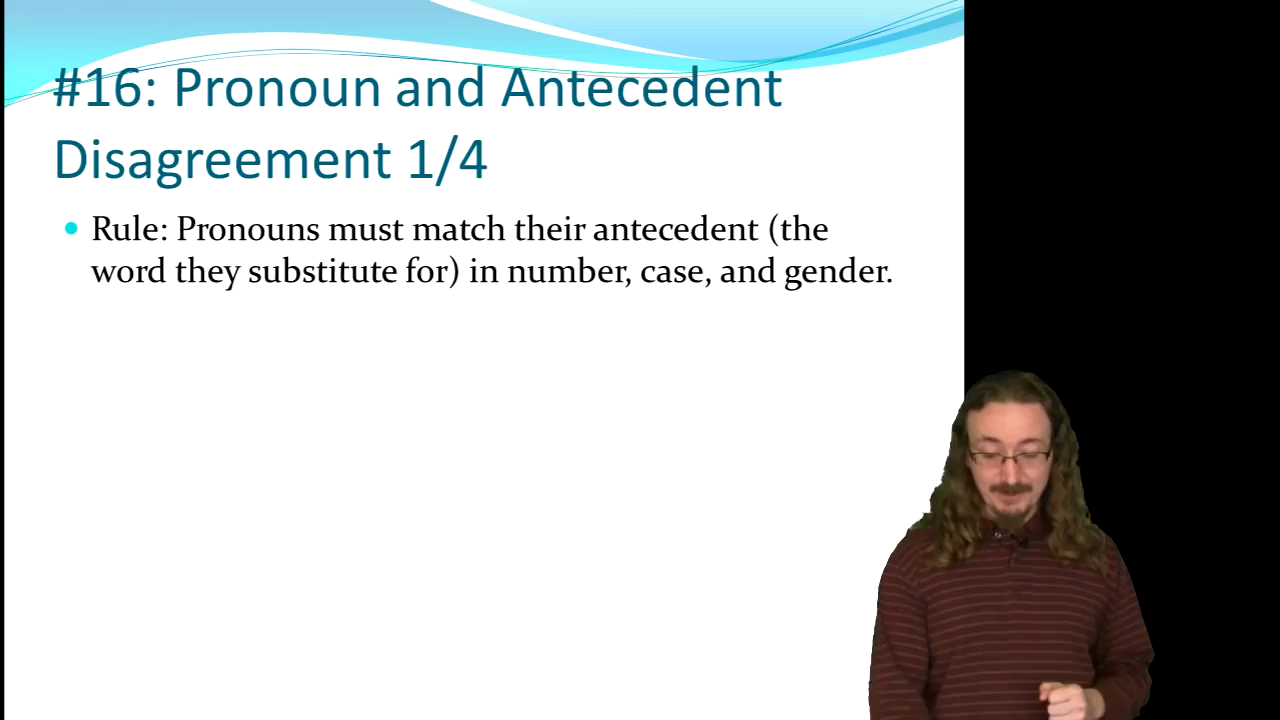 #16: Pronoun and Antecedent
Disagreement 1/4
• Rule: Pronouns must match their antecedent (the
word they substitute for) in number, case, and gender.